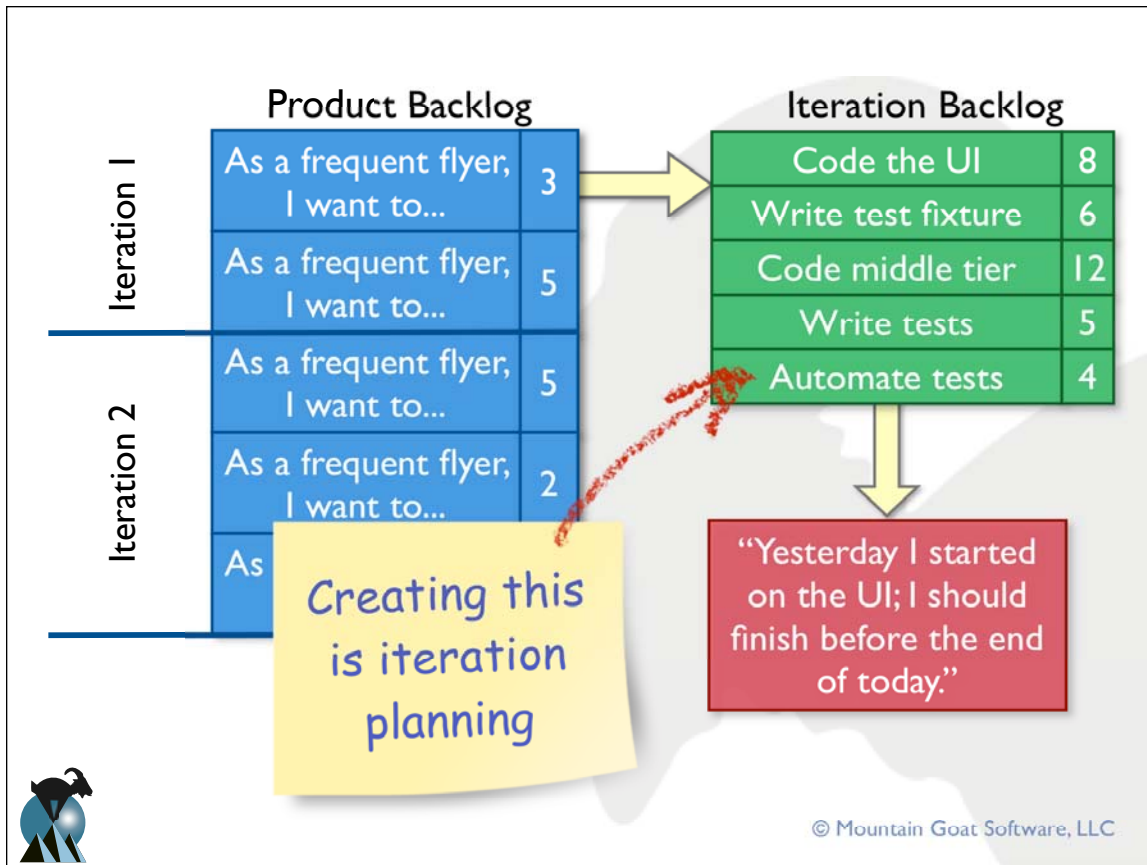 Product Backlog
Iteration 1
As a frequent flyer,
I want to...
3
As a frequent flyer,
I want to...
5
Iteration 2
As a frequent flyer,
I want to...
5
As a frequent flyer,
I want to...
2
As
Creating this
is iteration
planning
Iteration Backlog
Code the UI 8
Write test fixture 6
Code middle tier 12
Write tests 5
Automate tests 4
“Yesterday I started
on the UI; I should
finish before the end
of today.”
© Mountain Goat Software, LLC